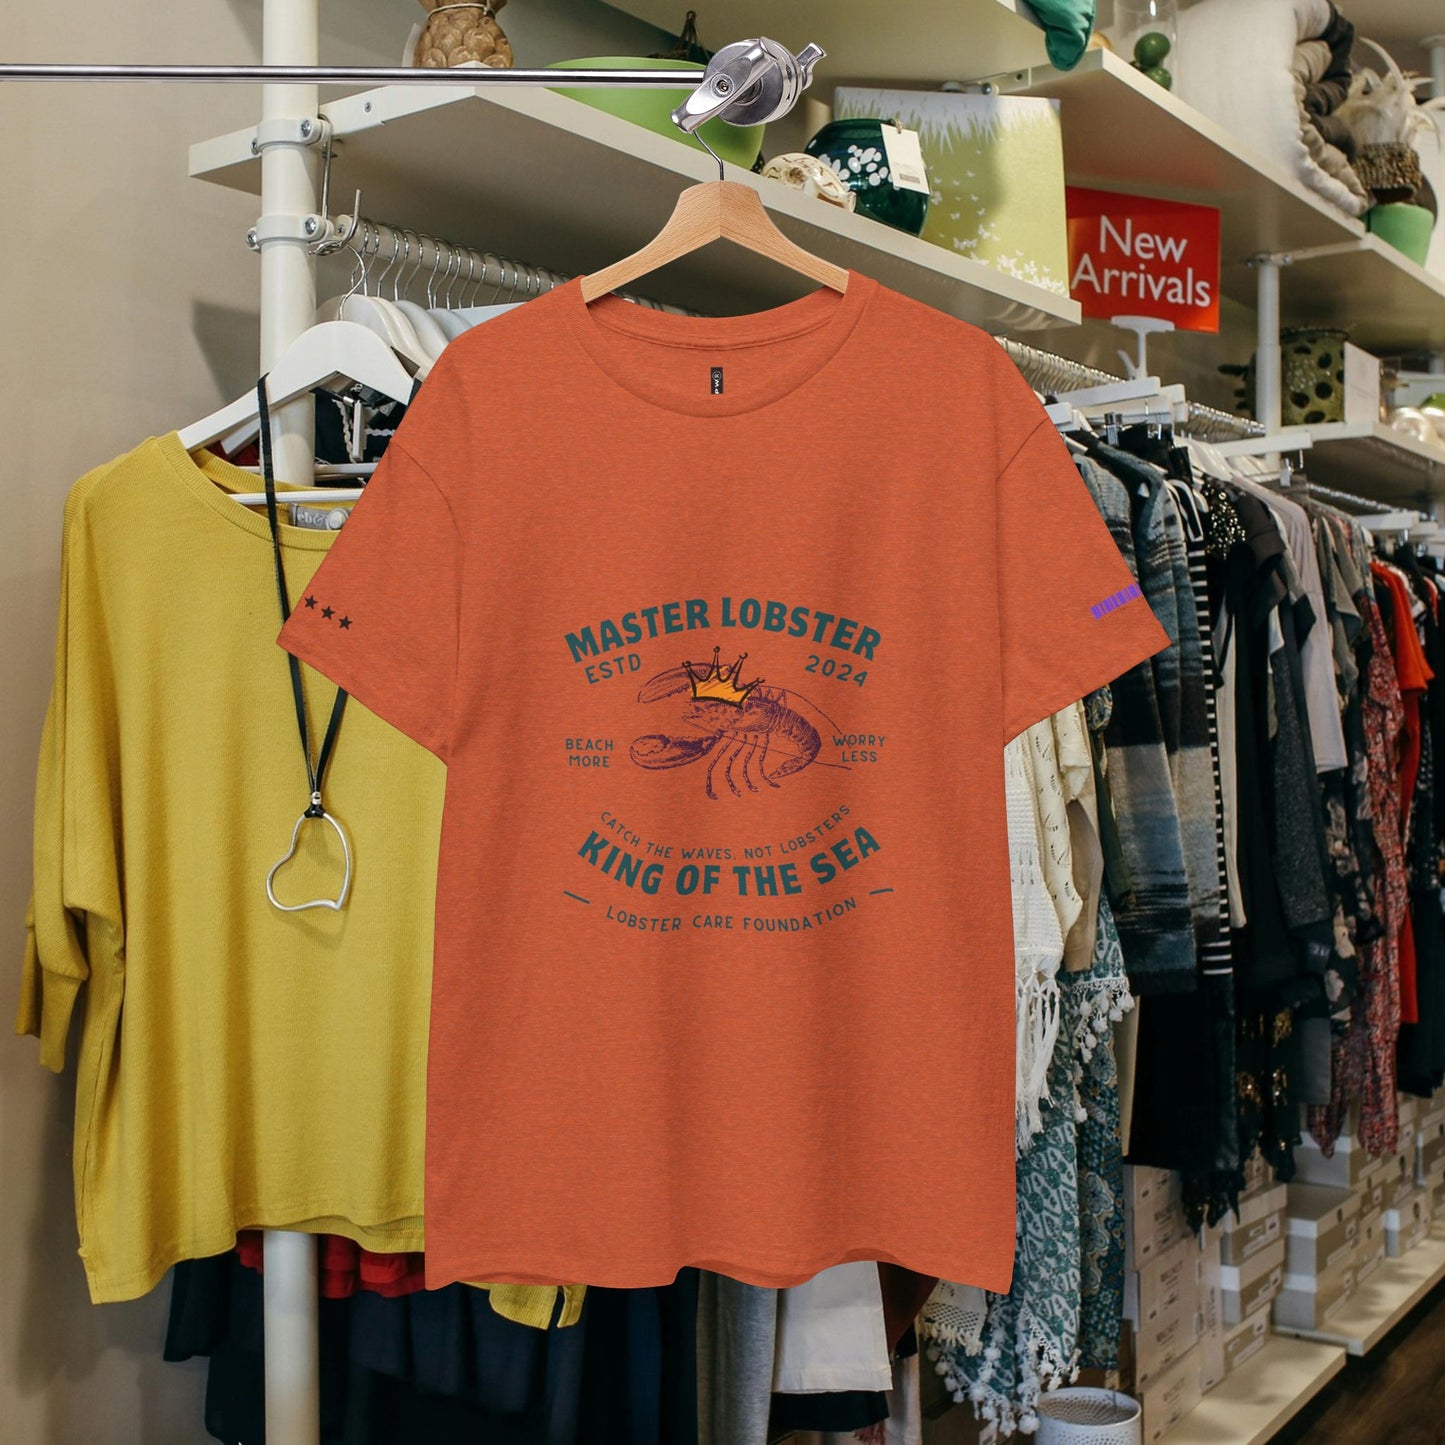 New
Arrivals
MASTER LOBSTER
ESTD 2024
BEACH
MORE
WORRY
LESS
CATCH THE WAVES, NOT LOBSTERS
KING OF THE SEA
LOBSTER CARE FOUNDATION